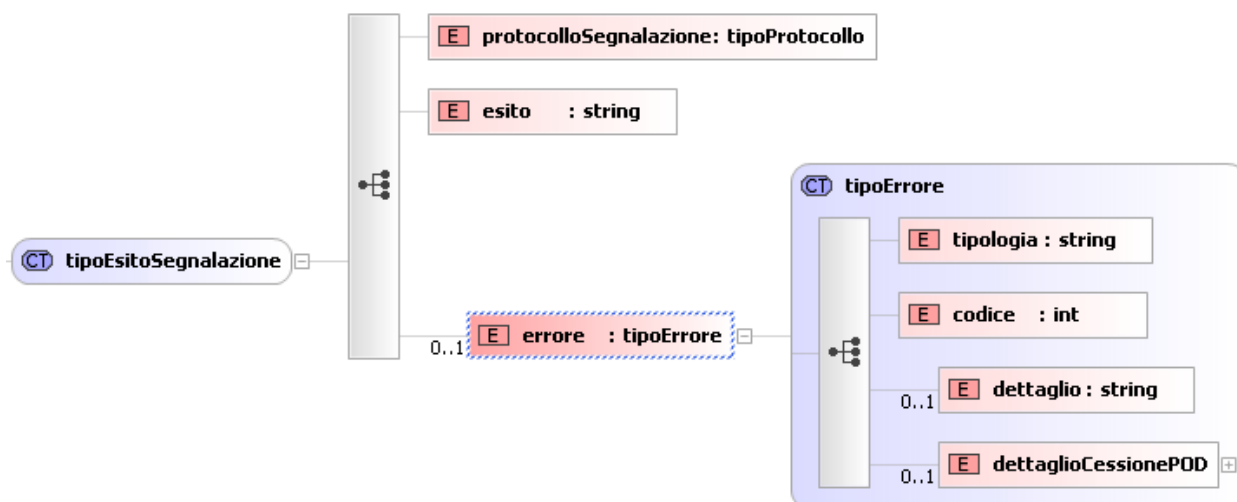 E protocolloSegnalazione: tipoProtocollo
E esito : string
CT tipoErrore
E tipologia : string
CT tipoEsitoSegnalazione
E codice : int
0..1 E errore : tipoErrore
0..1 E dettaglio : string
0..1 E dettaglioCessionePOD